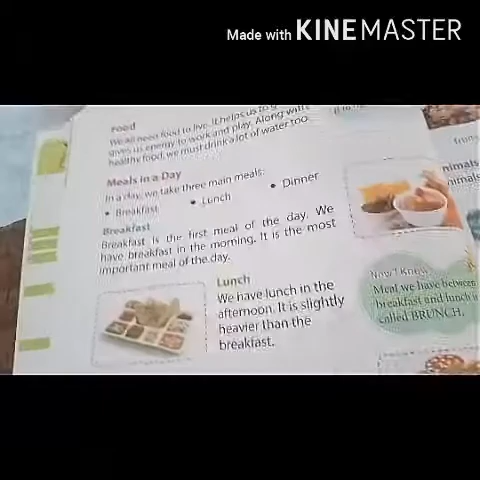 Made with KINEMASTER
Food
We all need food to live. It helps us to
gives us energy to work and play. Along with
healthy food, we must drink a lot of water too.
Meals in a Day
In a day, we take three main meals:
• Breakfast • Lunch • Dinner
Breakfast
Breakfast is the first meal of the day. We
have breakfast in the morning. It is the most
important meal of the day.
Lunch
We have lunch in the
afternoon. It is slightly
heavier than the
breakfast.
Now I Know
Meal we have between
breakfast and lunch is
called BRUNCH.